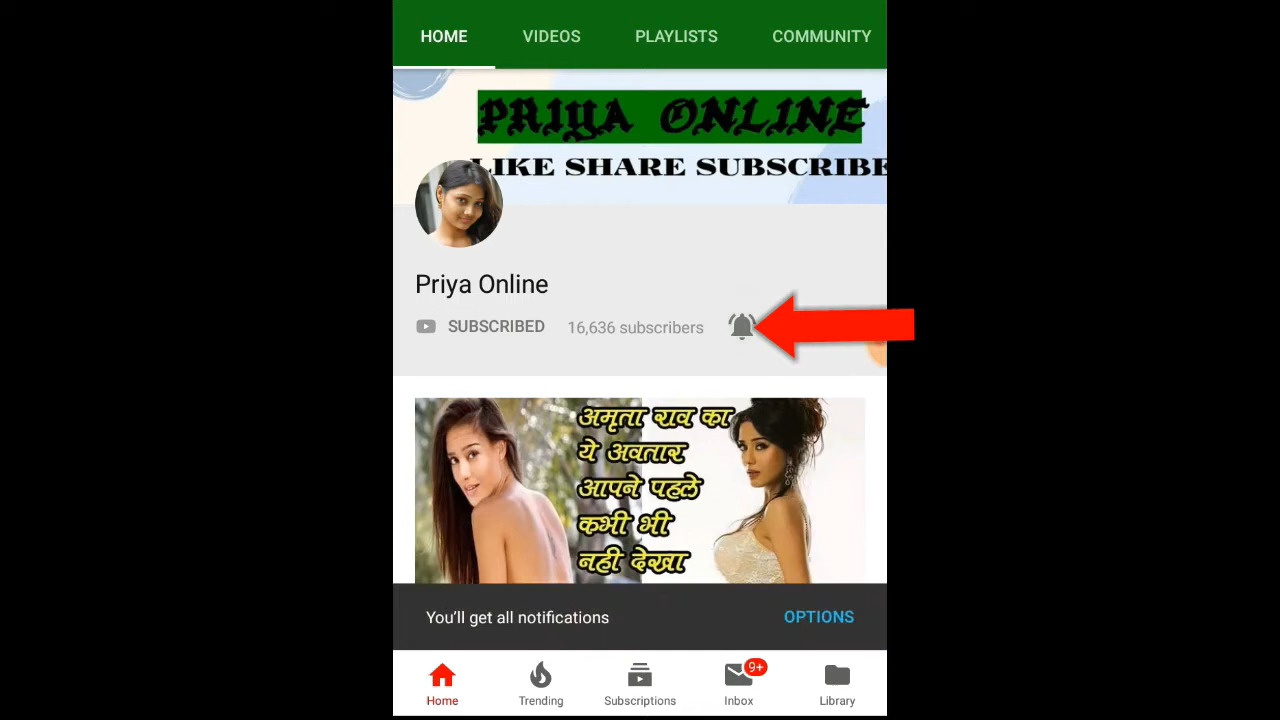 HOME VIDEOS PLAYLISTS COMMUNITY
PRIYA ONLINE
LIKE SHARE SUBSCRIBE
Priya Online
SUBSCRIBED 16,636 subscribers
अमृता राव का
ये अवतार
आपने पहले
कभी भी
नही देखा
You'll get all notifications OPTIONS
9+
Home Trending Subscriptions Inbox Library